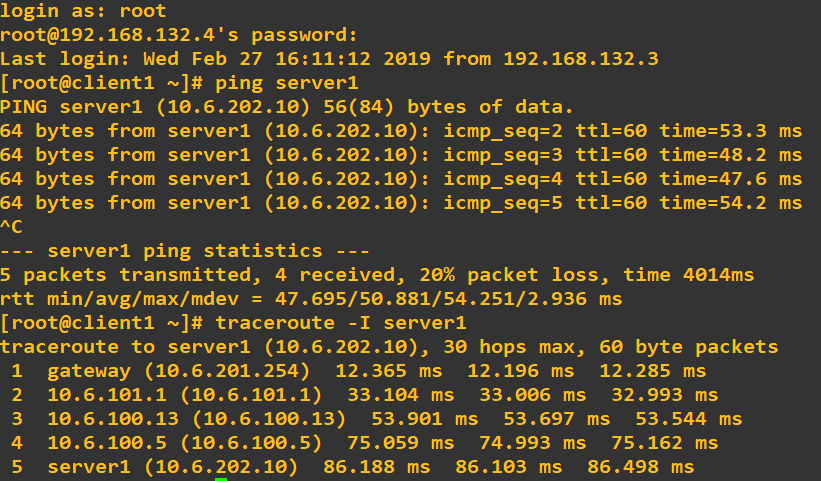 login as: root
root@192.168.132.4's password:
Last login: Wed Feb 27 16:11:12 2019 from 192.168.132.3
[root@client1 ~]# ping server1
PING server1 (10.6.202.10) 56(84) bytes of data.
64 bytes from server1 (10.6.202.10): icmp_seq=2 ttl=60 time=53.3 ms
64 bytes from server1 (10.6.202.10): icmp_seq=3 ttl=60 time=48.2 ms
64 bytes from server1 (10.6.202.10): icmp_seq=4 ttl=60 time=47.6 ms
64 bytes from server1 (10.6.202.10): icmp_seq=5 ttl=60 time=54.2 ms
^C
--- server1 ping statistics ---
5 packets transmitted, 4 received, 20% packet loss, time 4014ms
rtt min/avg/max/mdev = 47.695/50.881/54.251/2.936 ms
[root@client1 ~]# traceroute -I server1
traceroute to server1 (10.6.202.10), 30 hops max, 60 byte packets
 1  gateway (10.6.201.254)  12.365 ms  12.196 ms  12.285 ms
 2  10.6.101.1 (10.6.101.1)  33.104 ms  33.006 ms  32.993 ms
 3  10.6.100.13 (10.6.100.13)  53.901 ms  53.697 ms  53.544 ms
 4  10.6.100.5 (10.6.100.5)  75.059 ms  74.993 ms  75.162 ms
 5  server1 (10.6.202.10)  86.188 ms  86.103 ms  86.498 ms